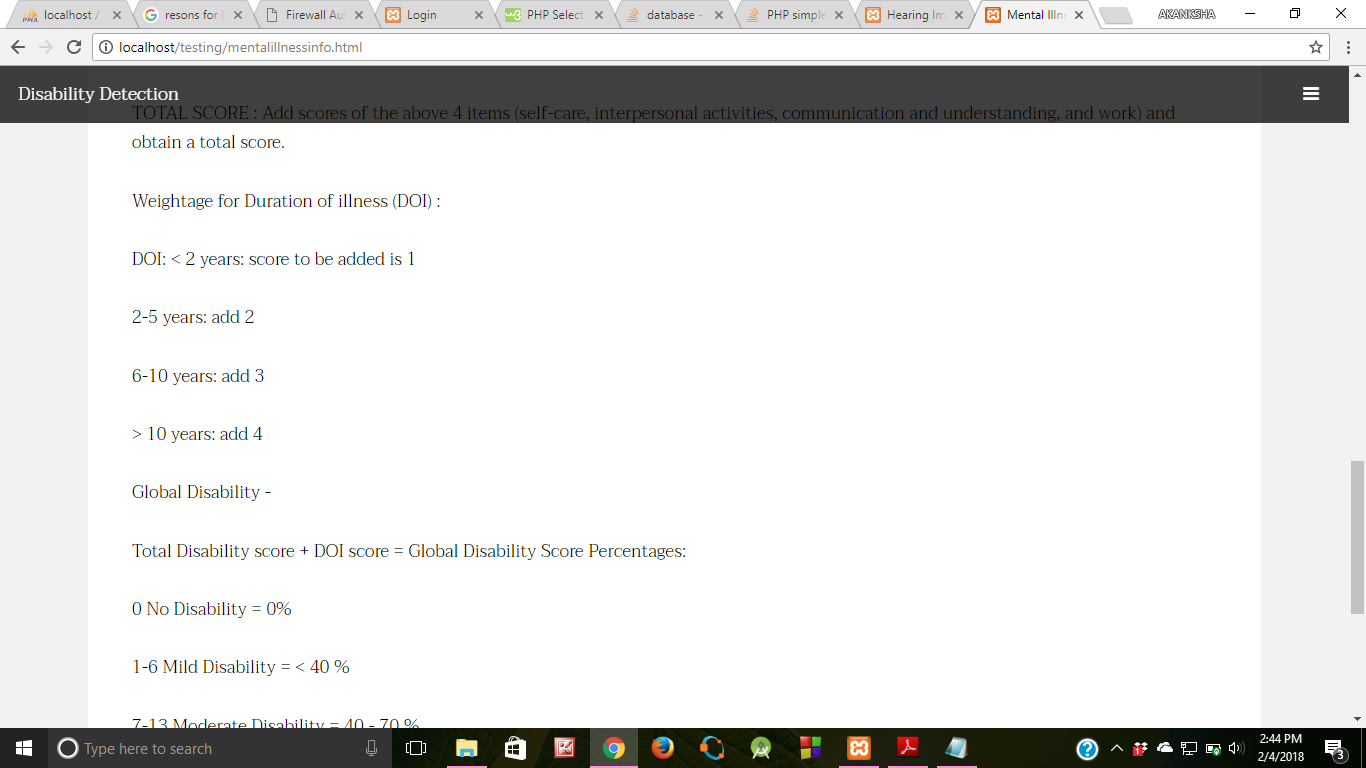 localhost /
resons for
Firewall Au
Login
PHP Select
database -
PHP simple
Hearing Im
Mental Illn
AKANKSHA
localhost/testing/mentalillnessinfo.html
Disability Detection
TOTAL SCORE : Add scores of the above 4 items (self-care, interpersonal activities, communication and understanding, and work) and
obtain a total score.
Weightage for Duration of illness (DOI) :
DOI: < 2 years: score to be added is 1
2-5 years: add 2
6-10 years: add 3
> 10 years: add 4
Global Disability -
Total Disability score + DOI score = Global Disability Score Percentages:
0 No Disability = 0%
1-6 Mild Disability = < 40 %
7-13 Moderate Disability = 40 - 70 %
Type here to search
2:44 PM
2/4/2018
3